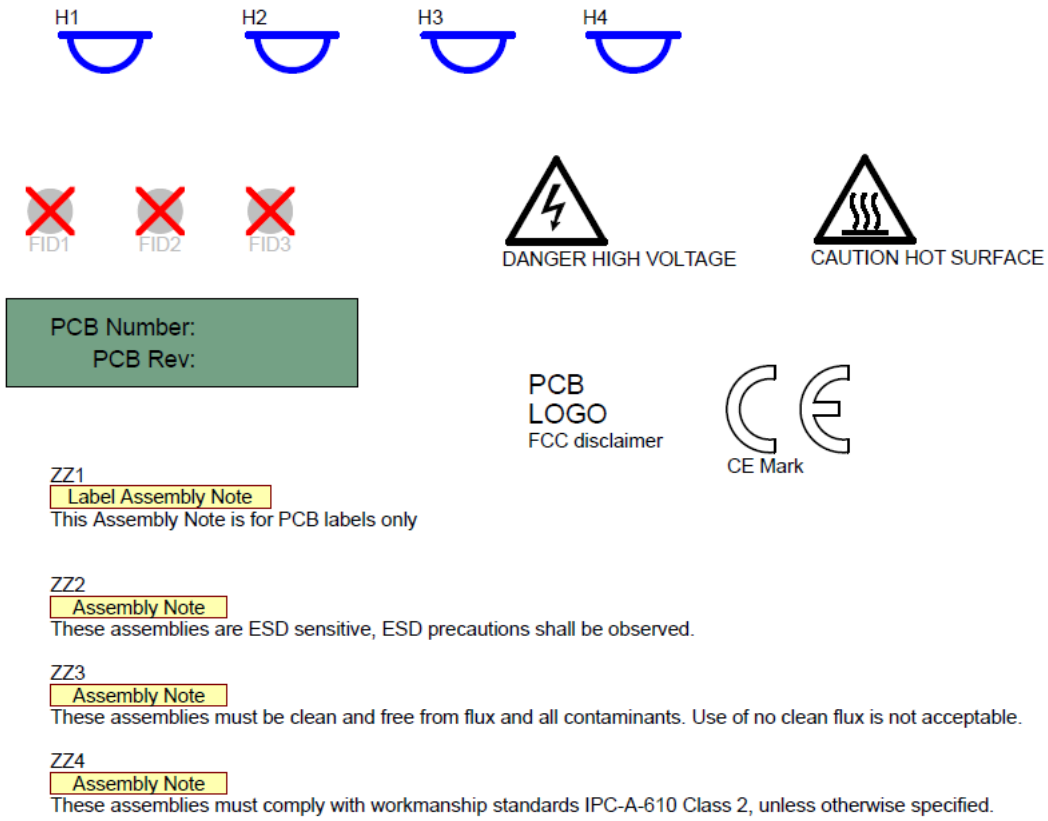 H1 H2 H3 H4
FID1 FID2 FID3
DANGER HIGH VOLTAGE CAUTION HOT SURFACE
PCB Number:
PCB Rev:
PCB
LOGO
FCC disclaimer
CE
CE Mark
ZZ1
Label Assembly Note
This Assembly Note is for PCB labels only
ZZ2
Assembly Note
These assemblies are ESD sensitive, ESD precautions shall be observed.
ZZ3
Assembly Note
These assemblies must be clean and free from flux and all contaminants. Use of no clean flux is not acceptable.
ZZ4
Assembly Note
These assemblies must comply with workmanship standards IPC-A-610 Class 2, unless otherwise specified.